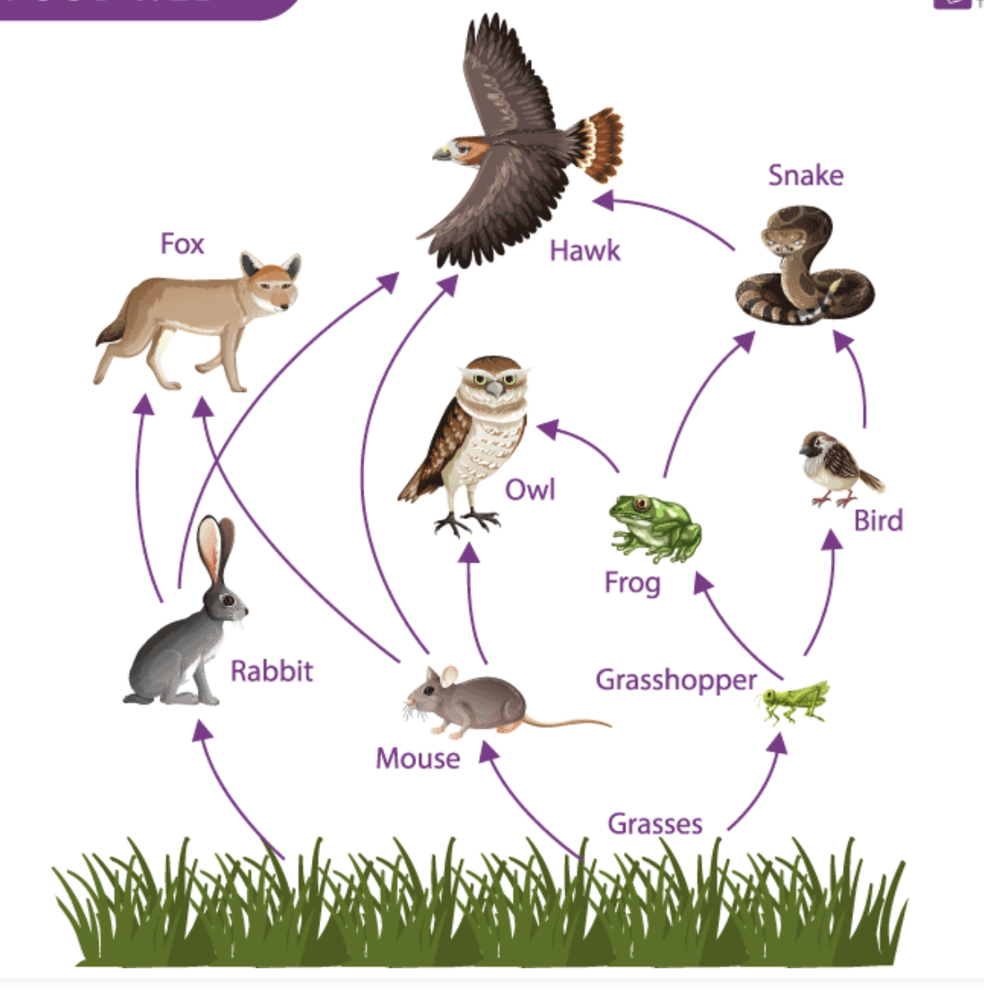 Snake
Fox
Hawk
Owl
Bird
Frog
Rabbit
Grasshopper
Mouse
Grasses